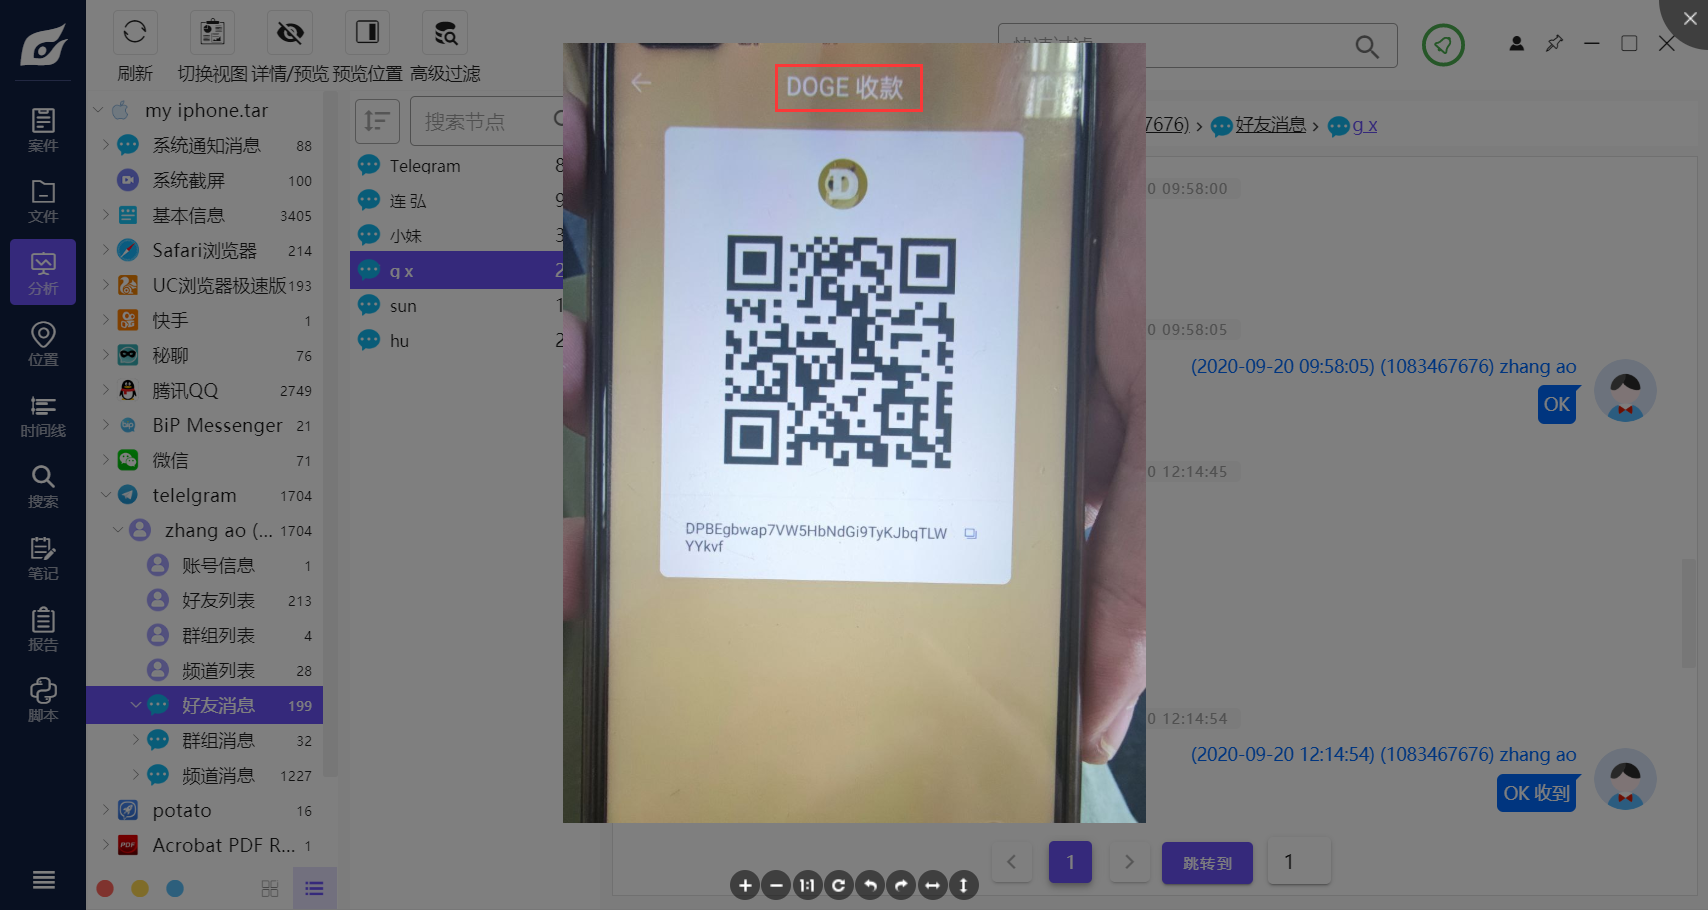 刷新
切换视图
详情/预览
预览位置
高级过滤
案件
文件
分析
位置
时间线
搜索
笔记
报告
脚本
my iphone.tar
系统通知消息 88
系统截屏 100
基本信息 3405
Safari浏览器 214
UC浏览器极速版 193
快手 1
秘聊 76
腾讯QQ 2749
BiP Messenger 21
微信 71
telelgram 1704
zhang ao (... 1704
账号信息 1
好友列表 213
群组列表 4
频道列表 28
好友消息 199
群组消息 32
频道消息 1227
potato 16
Acrobat PDF R... 1
搜索节点
Telegram 8
连 弘 9
小妹 3
g x 2
sun 1
hu 2
DOGE 收款
DPBEgbwap7VW5HbNdGi9TyKJbqTLW
YYkvf
7676) > 好友消息 > g x
0 09:58:00
0 09:58:05
(2020-09-20 09:58:05) (1083467676) zhang ao
OK
0 12:14:45
0 12:14:54
(2020-09-20 12:14:54) (1083467676) zhang ao
OK 收到
1
跳转到
1
1:1